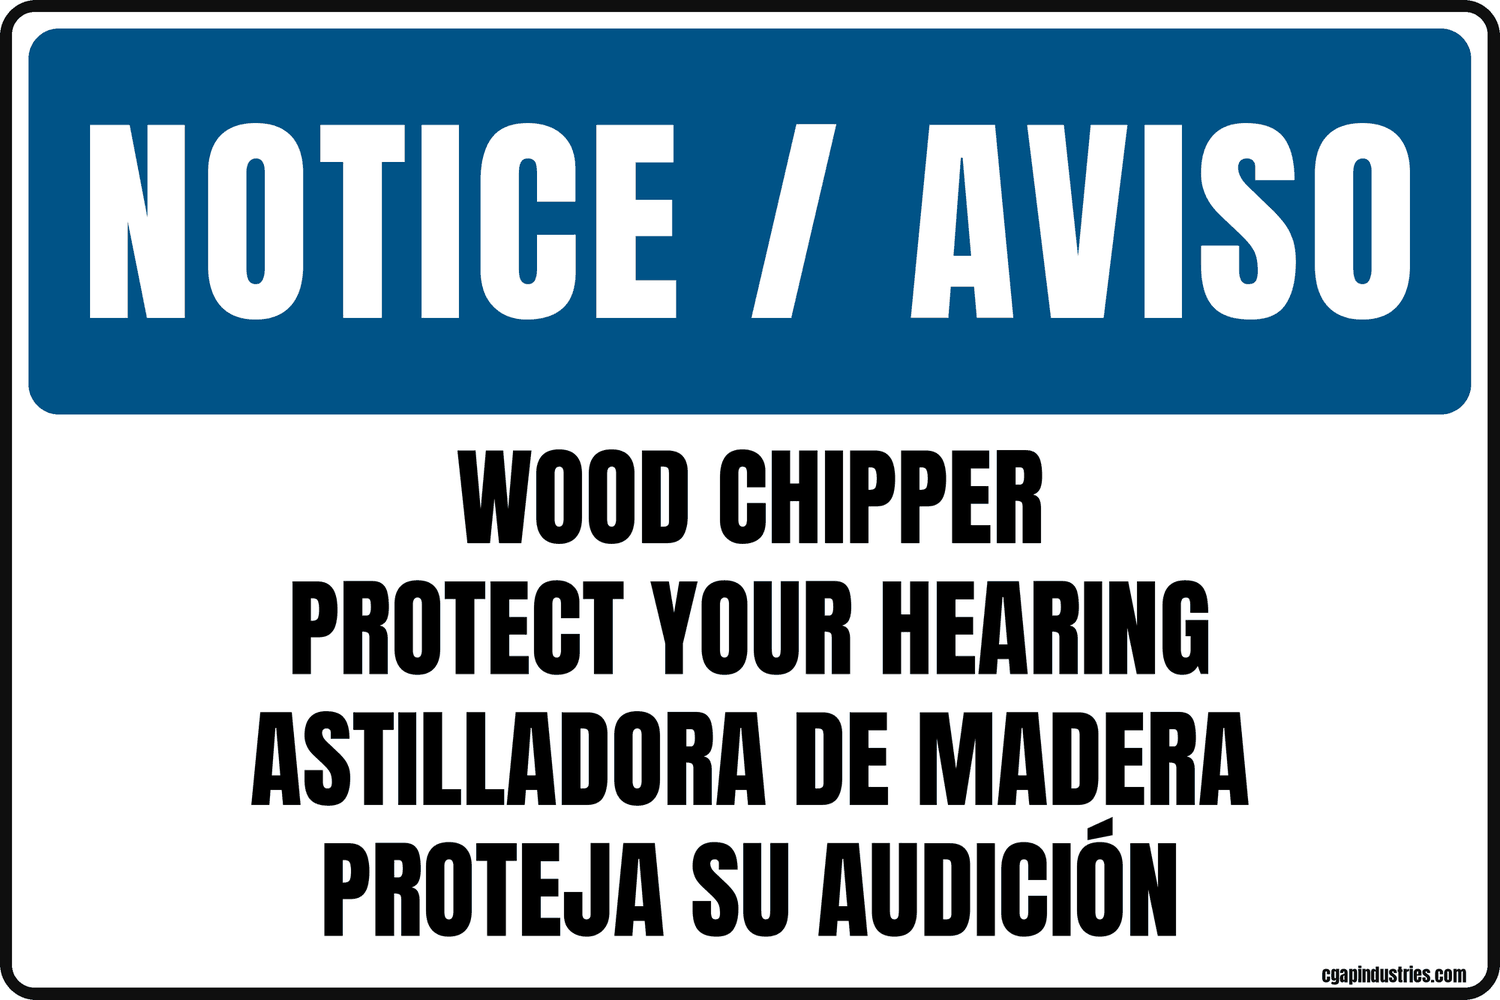 NOTICE / AVISO
WOOD CHIPPER
PROTECT YOUR HEARING
ASTILLADORA DE MADERA
PROTEJA SU AUDICIÓN
cgapindustries.com